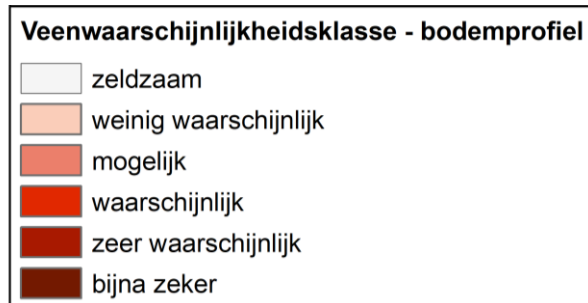 Veenwaarschijnlijkheidsklasse - bodemprofiel
zeldzaam
weinig waarschijnlijk
mogelijk
waarschijnlijk
zeer waarschijnlijk
bijna zeker